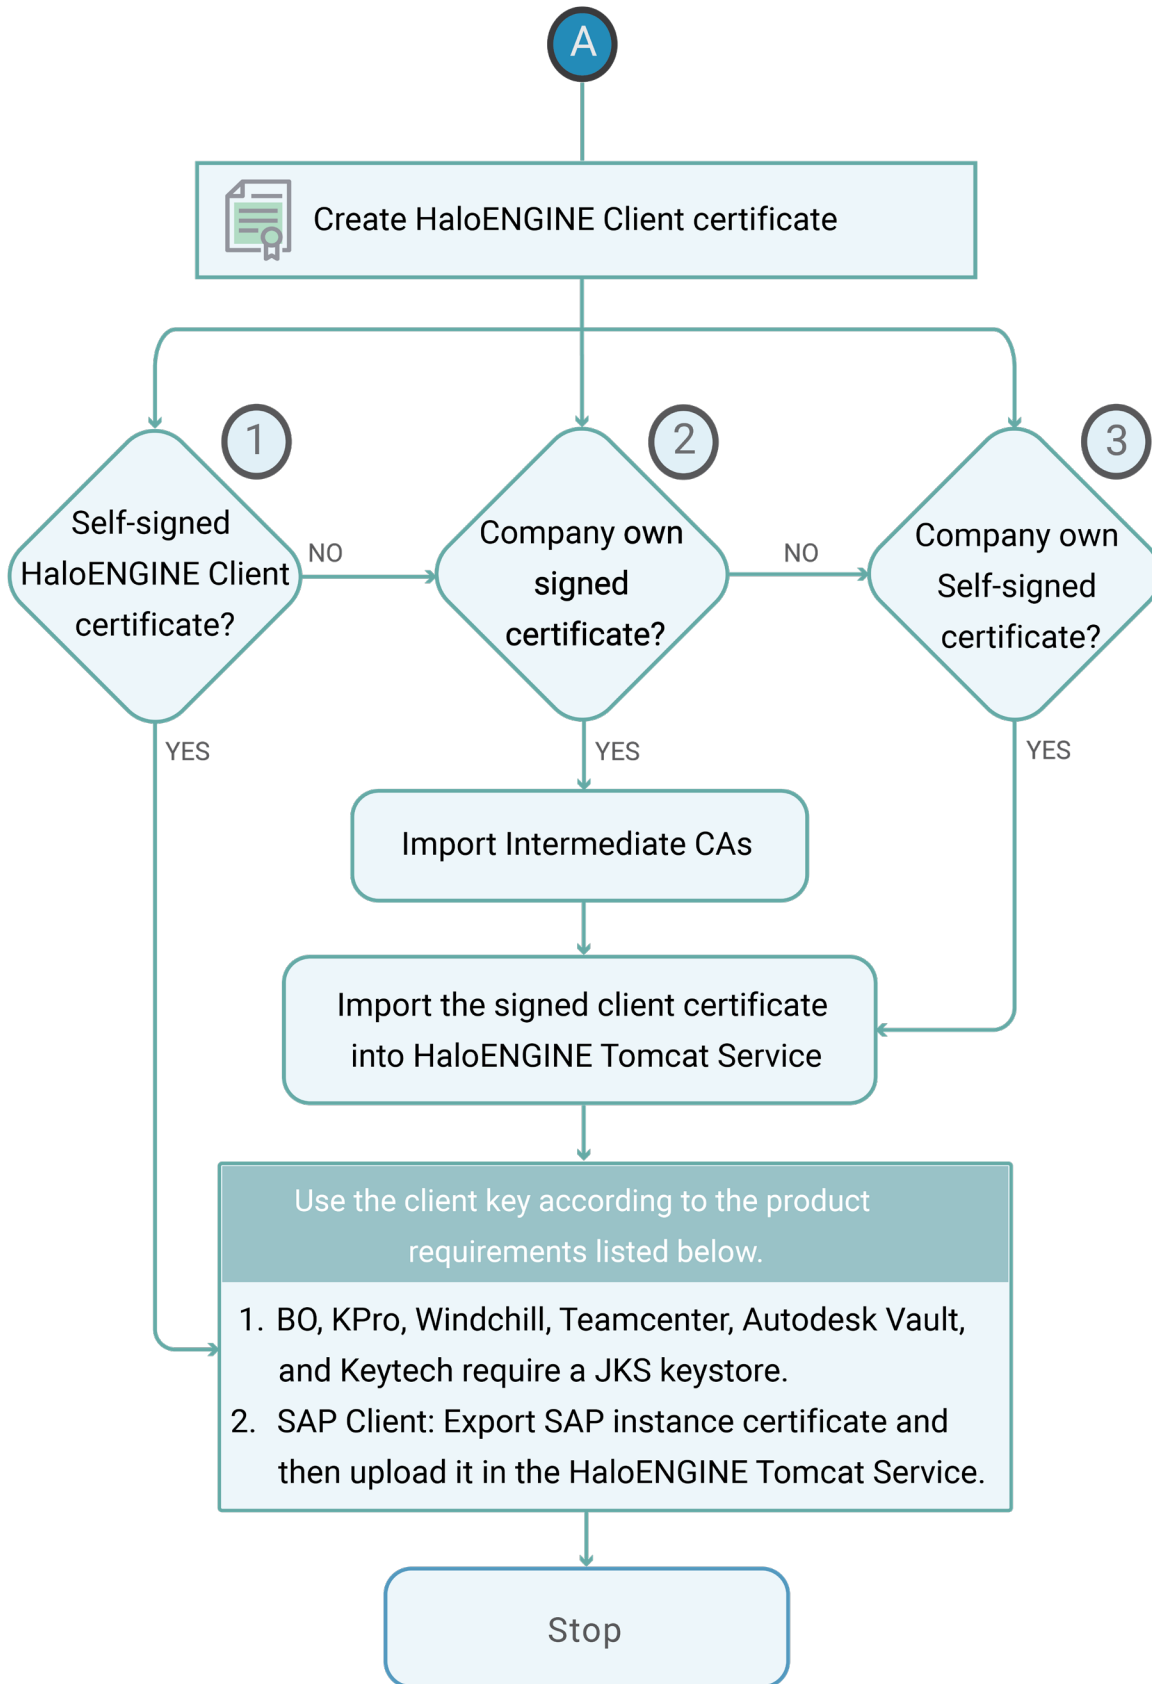 A
Create HaloENGINE Client certificate
1
2
3
Self-signed
HaloENGINE Client
certificate?
NO
Company own
signed
certificate?
NO
Company own
Self-signed
certificate?
YES
YES
YES
Import Intermediate CAs
Import the signed client certificate
into HaloENGINE Tomcat Service
Use the client key according to the product
requirements listed below.
1. BO, KPro, Windchill, Teamcenter, Autodesk Vault,
and Keytech require a JKS keystore.
2. SAP Client: Export SAP instance certificate and
then upload it in the HaloENGINE Tomcat Service.
Stop